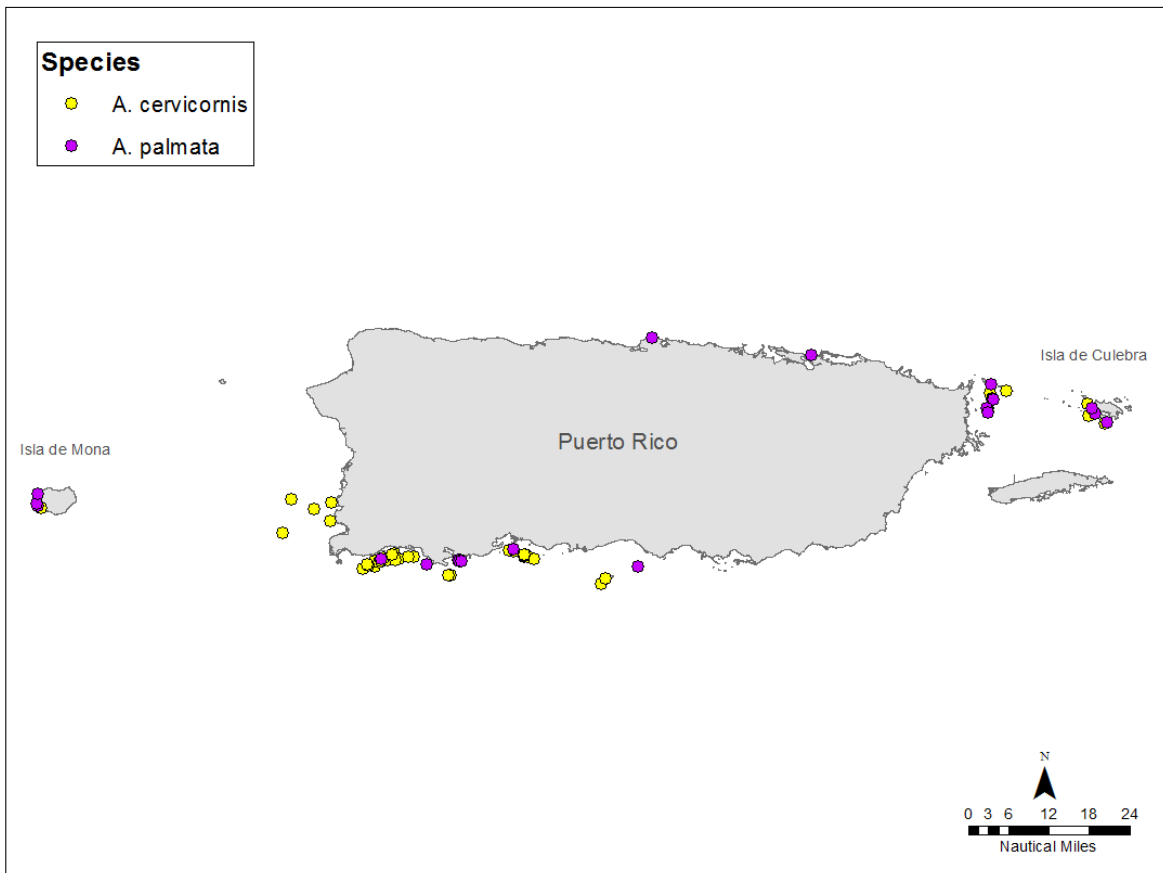 Species
A. cervicornis
A. palmata
Isla de Culebra
Puerto Rico
Isla de Mona
N
0 3 6 12 18 24
Nautical Miles